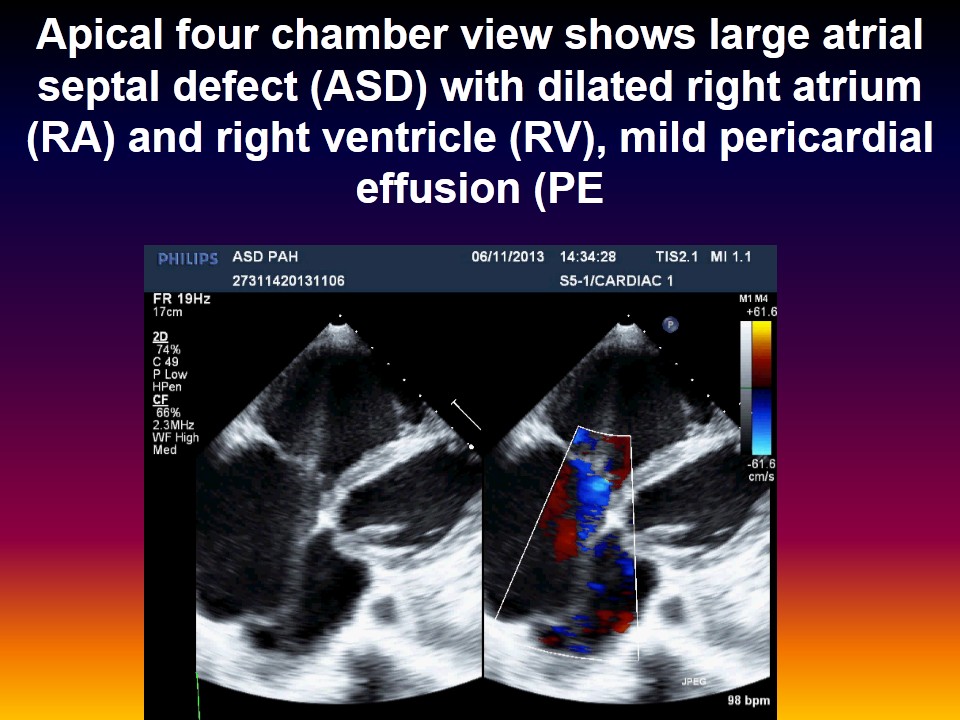 Apical four chamber view shows large atrial
septal defect (ASD) with dilated right atrium
(RA) and right ventricle (RV), mild pericardial
effusion (PE
PHILIPS ASD PAH 06/11/2013 14:34:28 TIS2.1 MI 1.1
27311420131106 S5-1/CARDIAC 1
FR 19Hz
17cm
2D
74%
C 49
P Low
HPen
CF
66%
2.3MHz
WF High
Med
P
M1 M4
+61.6
-61.6
cm/s
JPEG
98 bpm